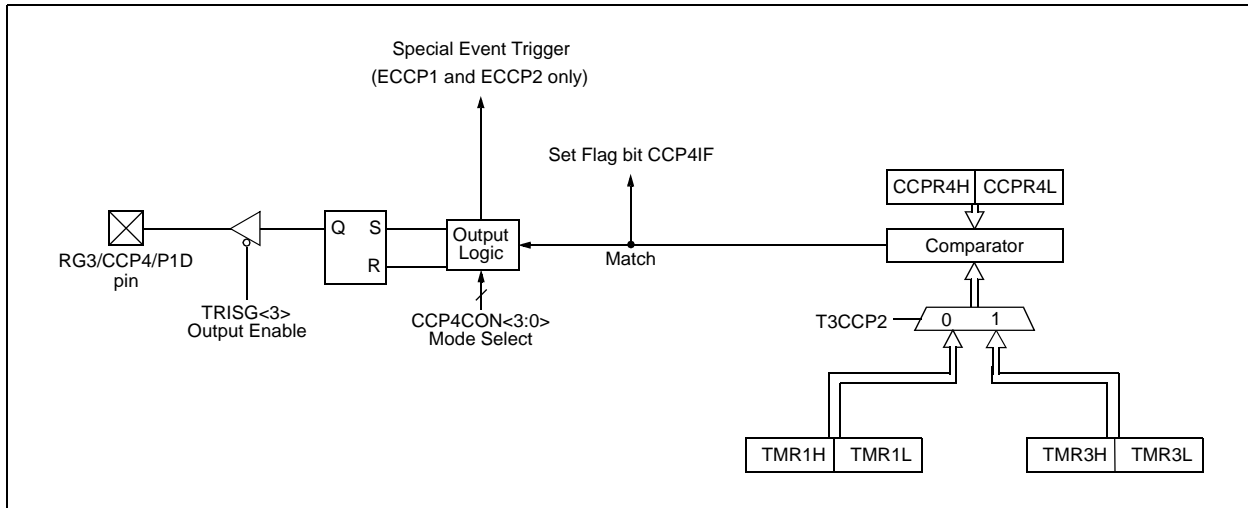 Special Event Trigger
(ECCP1 and ECCP2 only)
Set Flag bit CCP4IF
CCPR4H CCPR4L
Q S
R
Output
Logic
Comparator
RG3/CCP4/P1D
pin
Match
TRISG<3>
Output Enable
CCP4CON<3:0>
Mode Select
T3CCP2
0 1
TMR1H TMR1L
TMR3H TMR3L